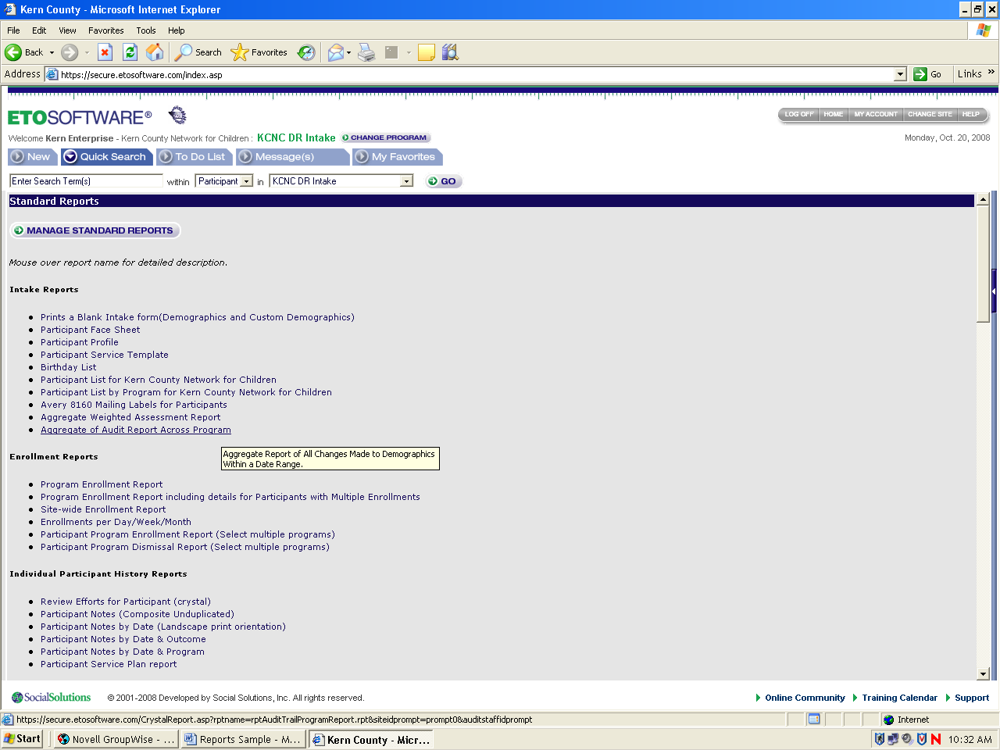 Kern County - Microsoft Internet Explorer
File Edit View Favorites Tools Help
Back Search Favorites
Address https://secure.etosoftware.com/index.asp Go Links »
ETOSOFTWARE®
LOG OFF HOME MY ACCOUNT CHANGE SITE HELP
Welcome Kern Enterprise - Kern County Network for Children : KCNC DR Intake CHANGE PROGRAM Monday, Oct. 20, 2008
New Quick Search To Do List Message(s) My Favorites
Enter Search Term(s) within Participant in KCNC DR Intake GO
Standard Reports
MANAGE STANDARD REPORTS
Mouse over report name for detailed description.
Intake Reports
Prints a Blank Intake form(Demographics and Custom Demographics)
Participant Face Sheet
Participant Profile
Participant Service Template
Birthday List
Participant List for Kern County Network for Children
Participant List by Program for Kern County Network for Children
Avery 8160 Mailing Labels for Participants
Aggregate Weighted Assessment Report
Aggregate of Audit Report Across Program
Aggregate Report of All Changes Made to Demographics
Within a Date Range.
Enrollment Reports
Program Enrollment Report
Program Enrollment Report including details for Participants with Multiple Enrollments
Site-wide Enrollment Report
Enrollments per Day/Week/Month
Participant Program Enrollment Report (Select multiple programs)
Participant Program Dismissal Report (Select multiple programs)
Individual Participant History Reports
Review Efforts for Participant (crystal)
Participant Notes (Composite Unduplicated)
Participant Notes by Date (Landscape print orientation)
Participant Notes by Date & Outcome
Participant Notes by Date & Program
Participant Service Plan report
SocialSolutions © 2001-2008 Developed by Social Solutions, Inc. All rights reserved. Online Community Training Calendar Support
https://secure.etosoftware.com/CrystalReport.asp?rptname=rptAuditTrailProgramReport.rpt&siteidprompt=prompt0&auditstaffidprompt Internet
Start Novell GroupWise - ... Reports Sample - M... Kern County - Micr... 10:32 AM